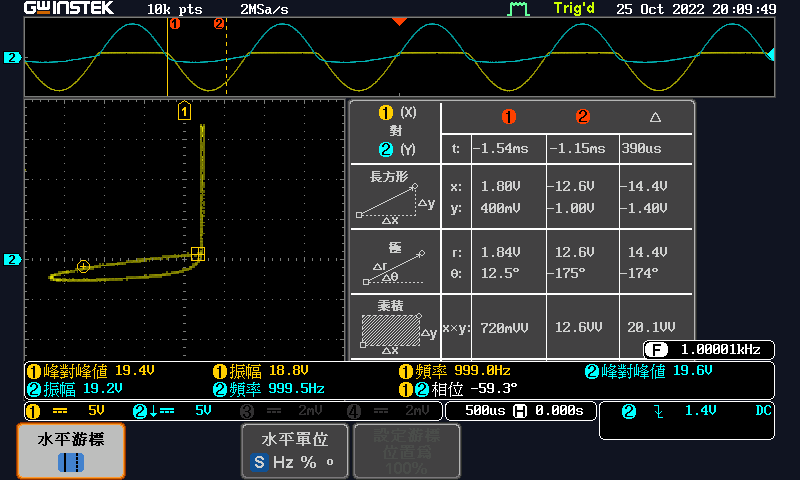 GWINSTEK 10k pts 2MSa/s Trig'd 25 Oct 2022 20:09:49
1 2
2
1
2
1 (X)
對
2 (Y)
1 2 △
t: -1.54ms -1.15ms 390us
長方形
△y
△x
x: 1.80V -12.6V -14.4V
y: 400mV -1.00V -1.40V
極
△r
△θ
r: 1.84V 12.6V 14.4V
θ: 12.5° -175° -174°
乘積
△y
△x
x×y: 720mVV 12.6VV 20.1VV
F 1.00001kHz
1 峰對峰值 19.4V 1 振幅 18.8V 1 頻率 999.0Hz 2 峰對峰值 19.6V
2 振幅 19.2V 2 頻率 999.5Hz 1 2 相位 -59.3°
1 5V 2 5V 3 2mV 4 2mV 500us H 0.000s 2 1.4V DC
水平游標
水平單位
S Hz % °
設定游標
位置為
100%